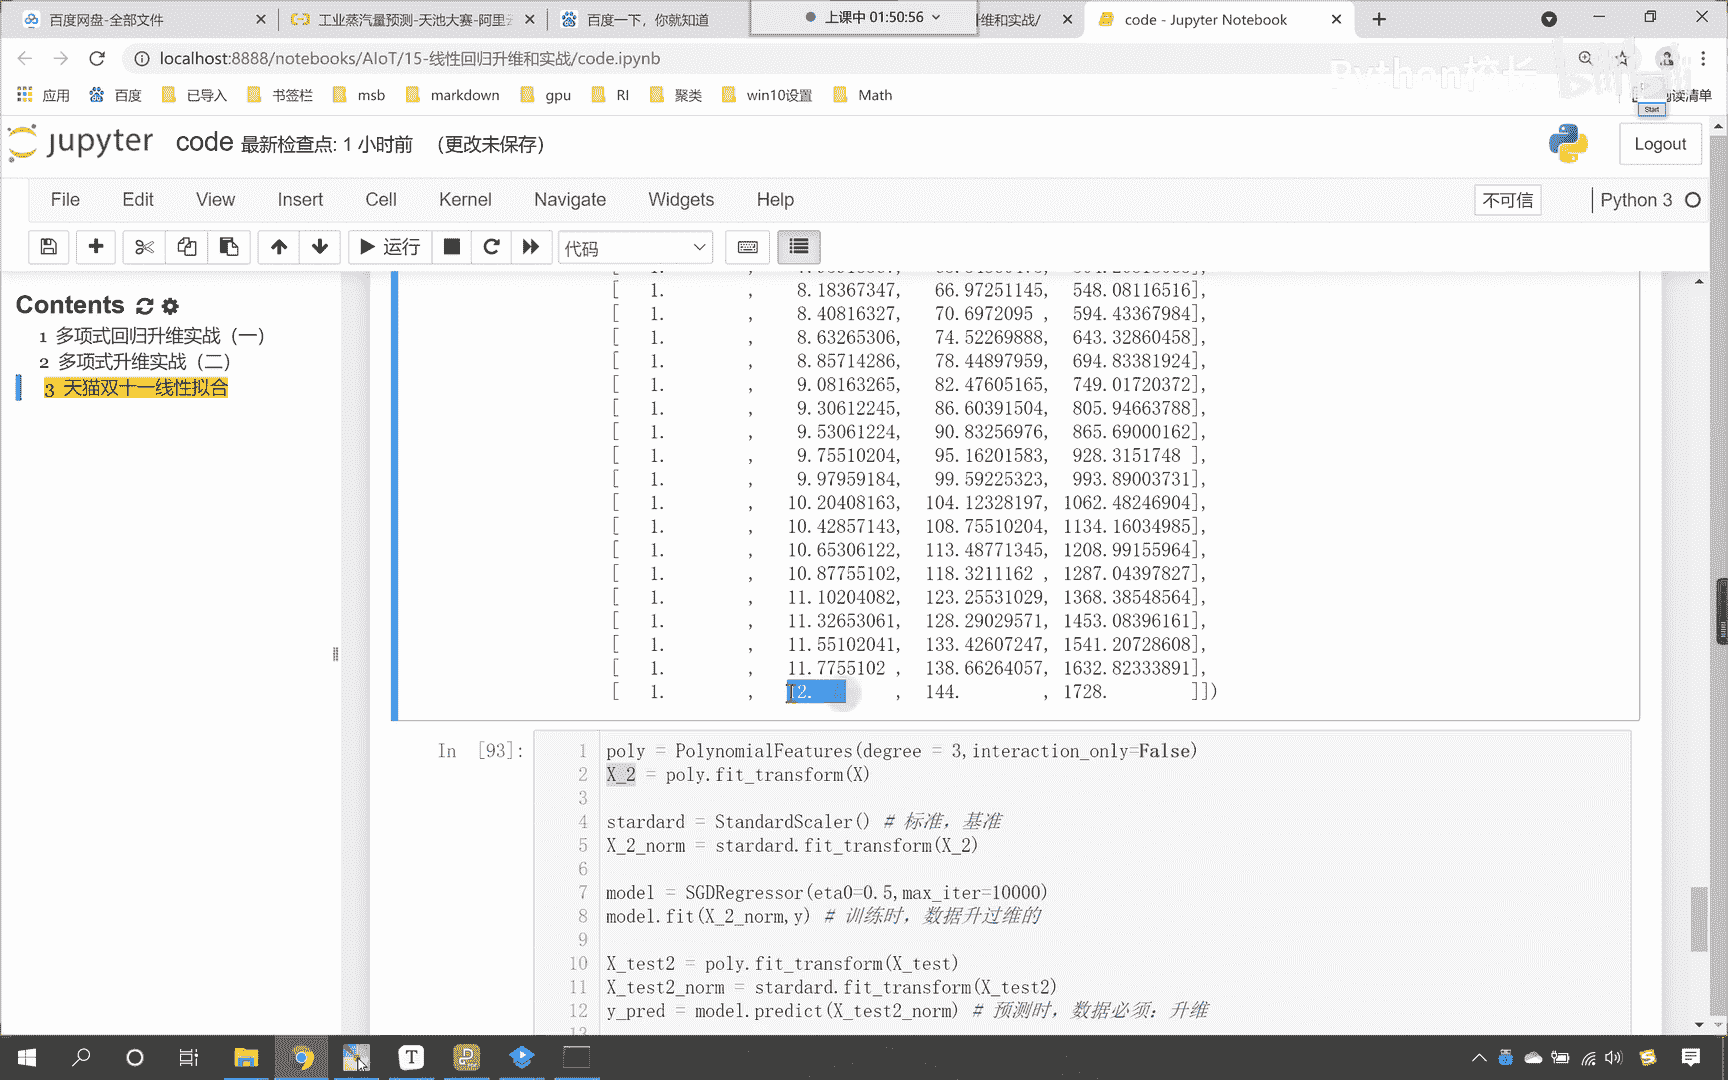 百度网盘-全部文件
工业蒸汽量预测-天池大赛-阿里云
百度一下，你就知道
上课中 01:50:56
维和实战/
code - Jupyter Notebook
localhost:8888/notebooks/AIoT/15-线性回归升维和实战/code.ipynb
应用 百度 已导入 书签栏 msb markdown gpu RI 聚类 win10设置 Math 阅读清单
Start
jupyter code 最新检查点: 1 小时前 (更改未保存)
Logout
File Edit View Insert Cell Kernel Navigate Widgets Help 不可信 Python 3
运行 代码
Contents
1 多项式回归升维实战（一）
2 多项式升维实战（二）
3 天猫双十一线性拟合
[ 1. , 8.18367347, 66.97251145, 548.08116516],
[ 1. , 8.40816327, 70.6972095 , 594.43367984],
[ 1. , 8.63265306, 74.52269888, 643.32860458],
[ 1. , 8.85714286, 78.44897959, 694.83381924],
[ 1. , 9.08163265, 82.47605165, 749.01720372],
[ 1. , 9.30612245, 86.60391504, 805.94663788],
[ 1. , 9.53061224, 90.83256976, 865.69000162],
[ 1. , 9.75510204, 95.16201583, 928.3151748 ],
[ 1. , 9.97959184, 99.59225323, 993.89003731],
[ 1. , 10.20408163, 104.12328197, 1062.48246904],
[ 1. , 10.42857143, 108.75510204, 1134.16034985],
[ 1. , 10.65306122, 113.48771345, 1208.99155964],
[ 1. , 10.87755102, 118.3211162 , 1287.04397827],
[ 1. , 11.10204082, 123.25531029, 1368.38548564],
[ 1. , 11.32653061, 128.29029571, 1453.08396161],
[ 1. , 11.55102041, 133.42607247, 1541.20728608],
[ 1. , 11.7755102 , 138.66264057, 1632.82333891],
[ 1. , 12. , 144. , 1728. ]])
In [93]:
1 poly = PolynomialFeatures(degree = 3,interaction_only=False)
2 X_2 = poly.fit_transform(X)
3
4 stardard = StandardScaler() # 标准，基准
5 X_2_norm = stardard.fit_transform(X_2)
6
7 model = SGDRegressor(eta0=0.5,max_iter=10000)
8 model.fit(X_2_norm,y) # 训练时，数据升过维的
9
10 X_test2 = poly.fit_transform(X_test)
11 X_test2_norm = stardard.fit_transform(X_test2)
12 y_pred = model.predict(X_test2_norm) # 预测时，数据必须：升维